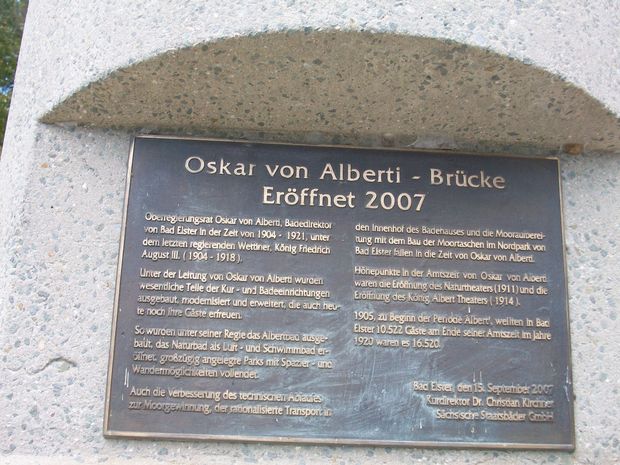 Oskar von Alberti - Brücke
Eröffnet 2007
Oberregierungsrat Oskar von Alberti, Badedirektor
von Bad Elster in der Zeit von 1904 - 1921, unter
dem letzten regierenden Wettiner, König Friedrich
August III. ( 1904 - 1918 ).
Unter der Leitung von Oskar von Alberti wurden
wesentliche Teile der Kur - und Badeeinrichtungen
ausgebaut, modernisiert und erweitert, die auch heu-
te noch ihre Gäste erfreuen.
So wurden unter seiner Regie das Albertbad ausge-
baut, das Naturbad als Luft - und Schwimmbad er-
öffnet, großzügig angelegte Parks mit Spazier - und
Wandermöglichkeiten vollendet.
Auch die Verbesserung des technischen Ablaufes
zur Moorgewinnung, der rationalisierte Transport in
den Innenhof des Badehauses und die Mooraufberei-
tung mit dem Bau der Moortaschen im Nordpark von
Bad Elster fallen in die Zeit von Oskar von Alberti.
Höhepunkte in der Amtszeit von Oskar von Alberti
waren die Eröffnung des Naturtheaters (1911) und die
Eröffnung des König Albert Theaters ( 1914 ).
1905, zu Beginn der Periode Alberti, weilten in Bad
Elster 10.522 Gäste am Ende seiner Amtszeit im Jahre
1920 waren es 16.520.
Bad Elster, den 15. September 2007
Kurdirektor Dr. Christian Kirchner
Sächsische Staatsbäder GmbH